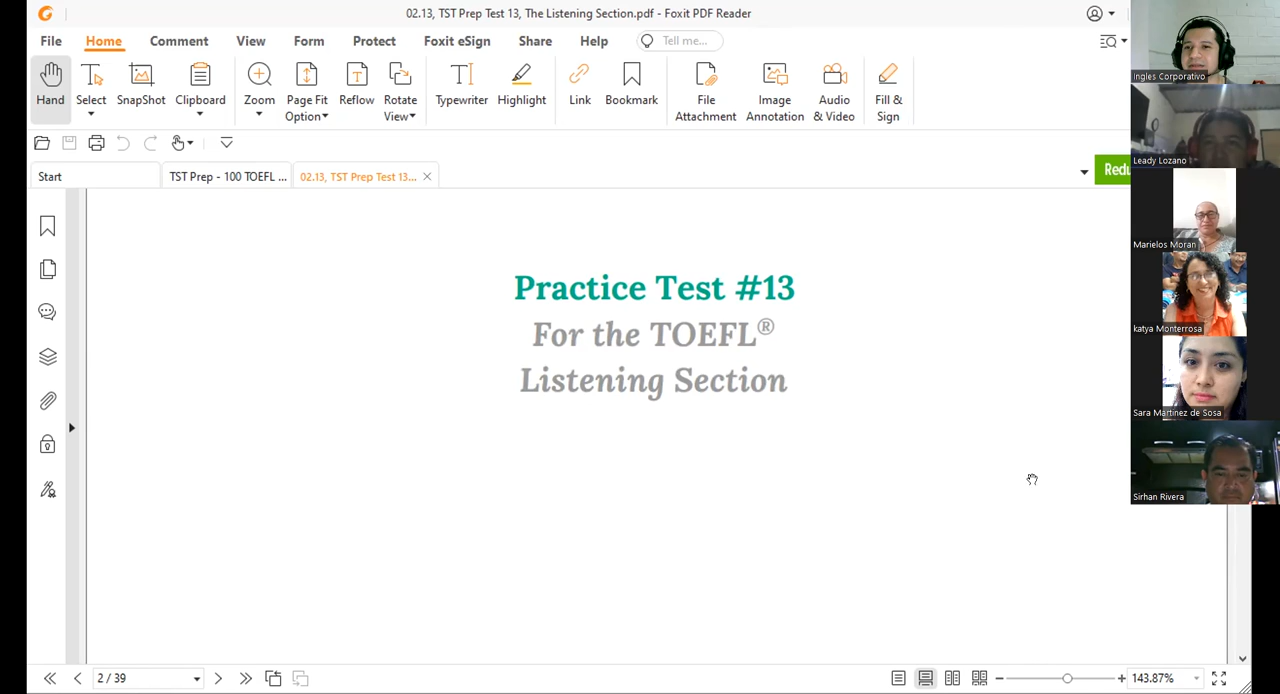 02.13, TST Prep Test 13, The Listening Section.pdf - Foxit PDF Reader
File Home Comment View Form Protect Foxit eSign Share Help Tell me...
Hand Select SnapShot Clipboard Zoom Page Fit Option Reflow Rotate View Typewriter Highlight Link Bookmark File Attachment Image Annotation Audio & Video Fill & Sign
Start TST Prep - 100 TOEFL ... 02.13, TST Prep Test 13...
Practice Test #13
For the TOEFL®
Listening Section
2 / 39
143.87%
Ingles Corporativo
Leady Lozano
Marielos Moran
katya Monterrosa
Sara Martinez de Sosa
Sirhan Rivera